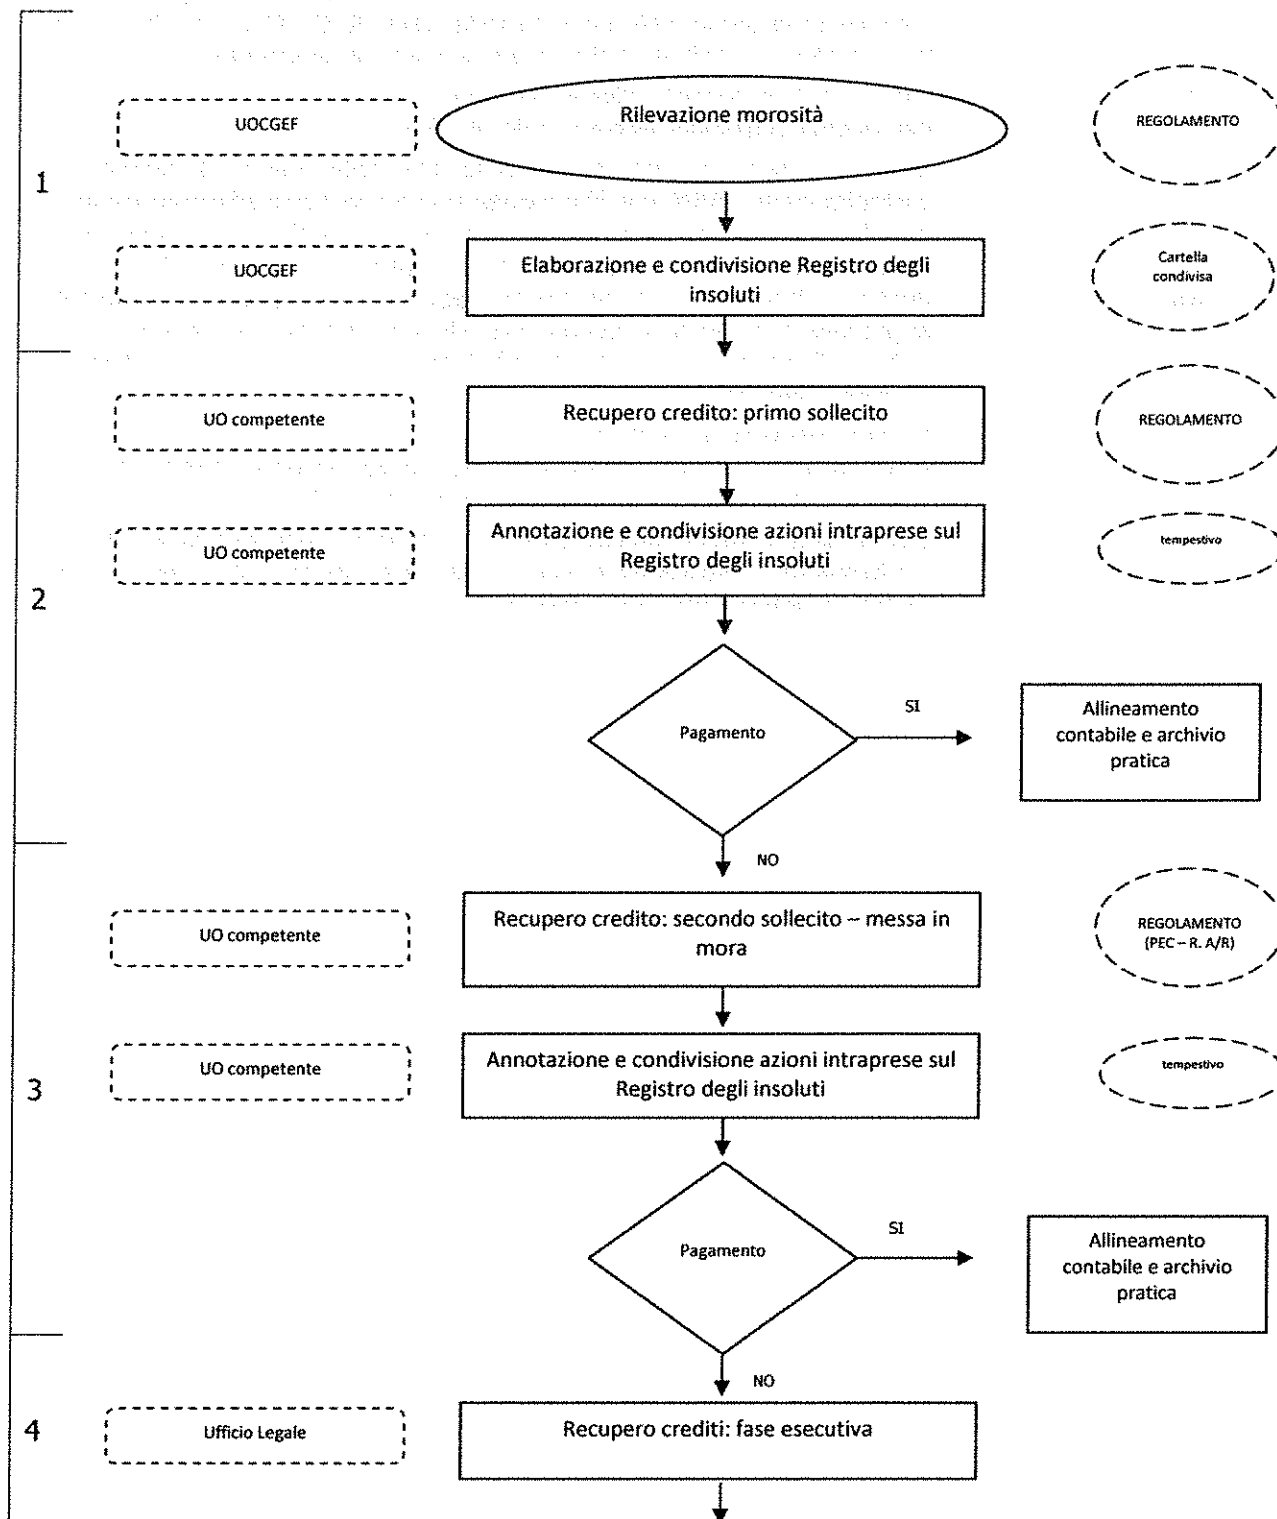 1
UOCGEF
Rilevazione morosità
REGOLAMENTO
UOCGEF
Elaborazione e condivisione Registro degli
insoluti
Cartella
condivisa
2
UO competente
Recupero credito: primo sollecito
REGOLAMENTO
UO competente
Annotazione e condivisione azioni intraprese sul
Registro degli insoluti
tempestivo
Pagamento
SI
Allineamento
contabile e archivio
pratica
NO
3
UO competente
Recupero credito: secondo sollecito – messa in
mora
REGOLAMENTO
(PEC – R. A/R)
UO competente
Annotazione e condivisione azioni intraprese sul
Registro degli insoluti
tempestivo
Pagamento
SI
Allineamento
contabile e archivio
pratica
NO
4
Ufficio Legale
Recupero crediti: fase esecutiva